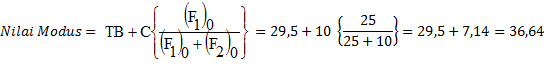 Nilai Modus = TB + C{(F₁)₀ / ((F₁)₀ + (F₂)₀)} = 29,5 + 10 {25 / (25 + 10)} = 29,5 + 7,14 = 36,64